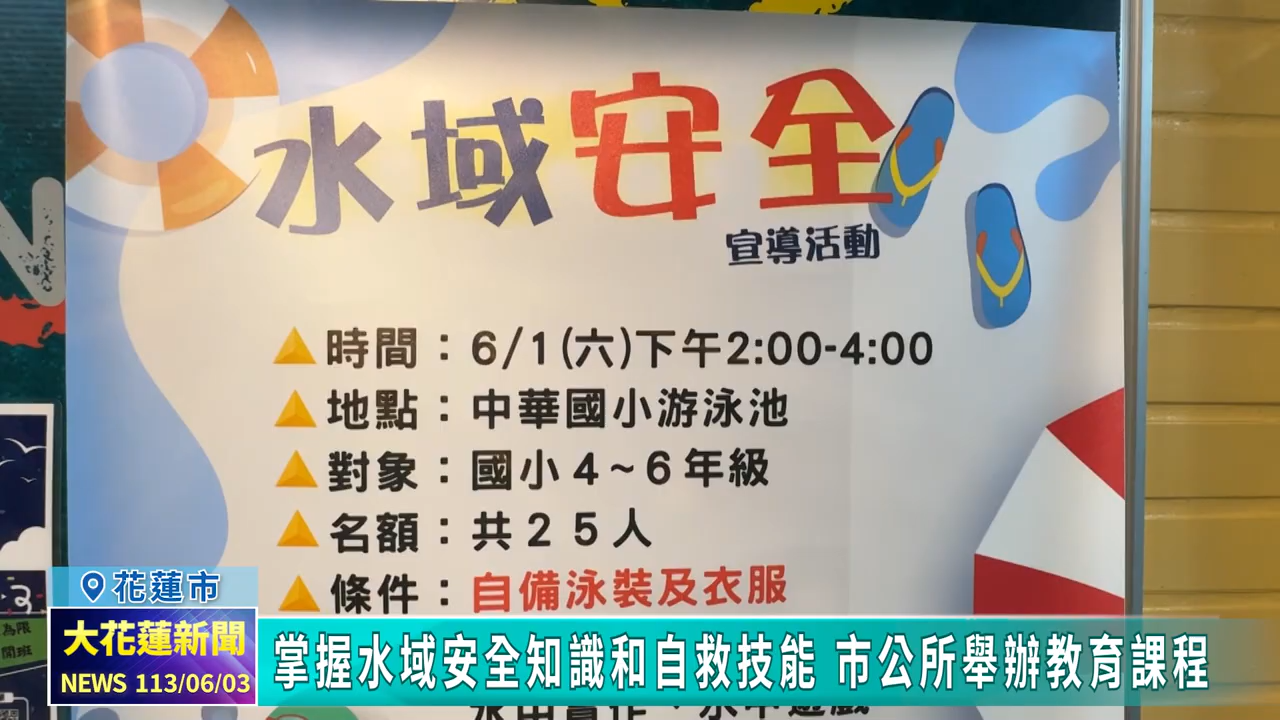 水域安全
宣導活動
時間：6/1(六)下午2:00-4:00
地點：中華國小游泳池
對象：國小4~6年級
名額：共25人
條件：自備泳裝及衣服
花蓮市
大花蓮新聞
NEWS 113/06/03
掌握水域安全知識和自救技能 市公所舉辦教育課程
為限
開班